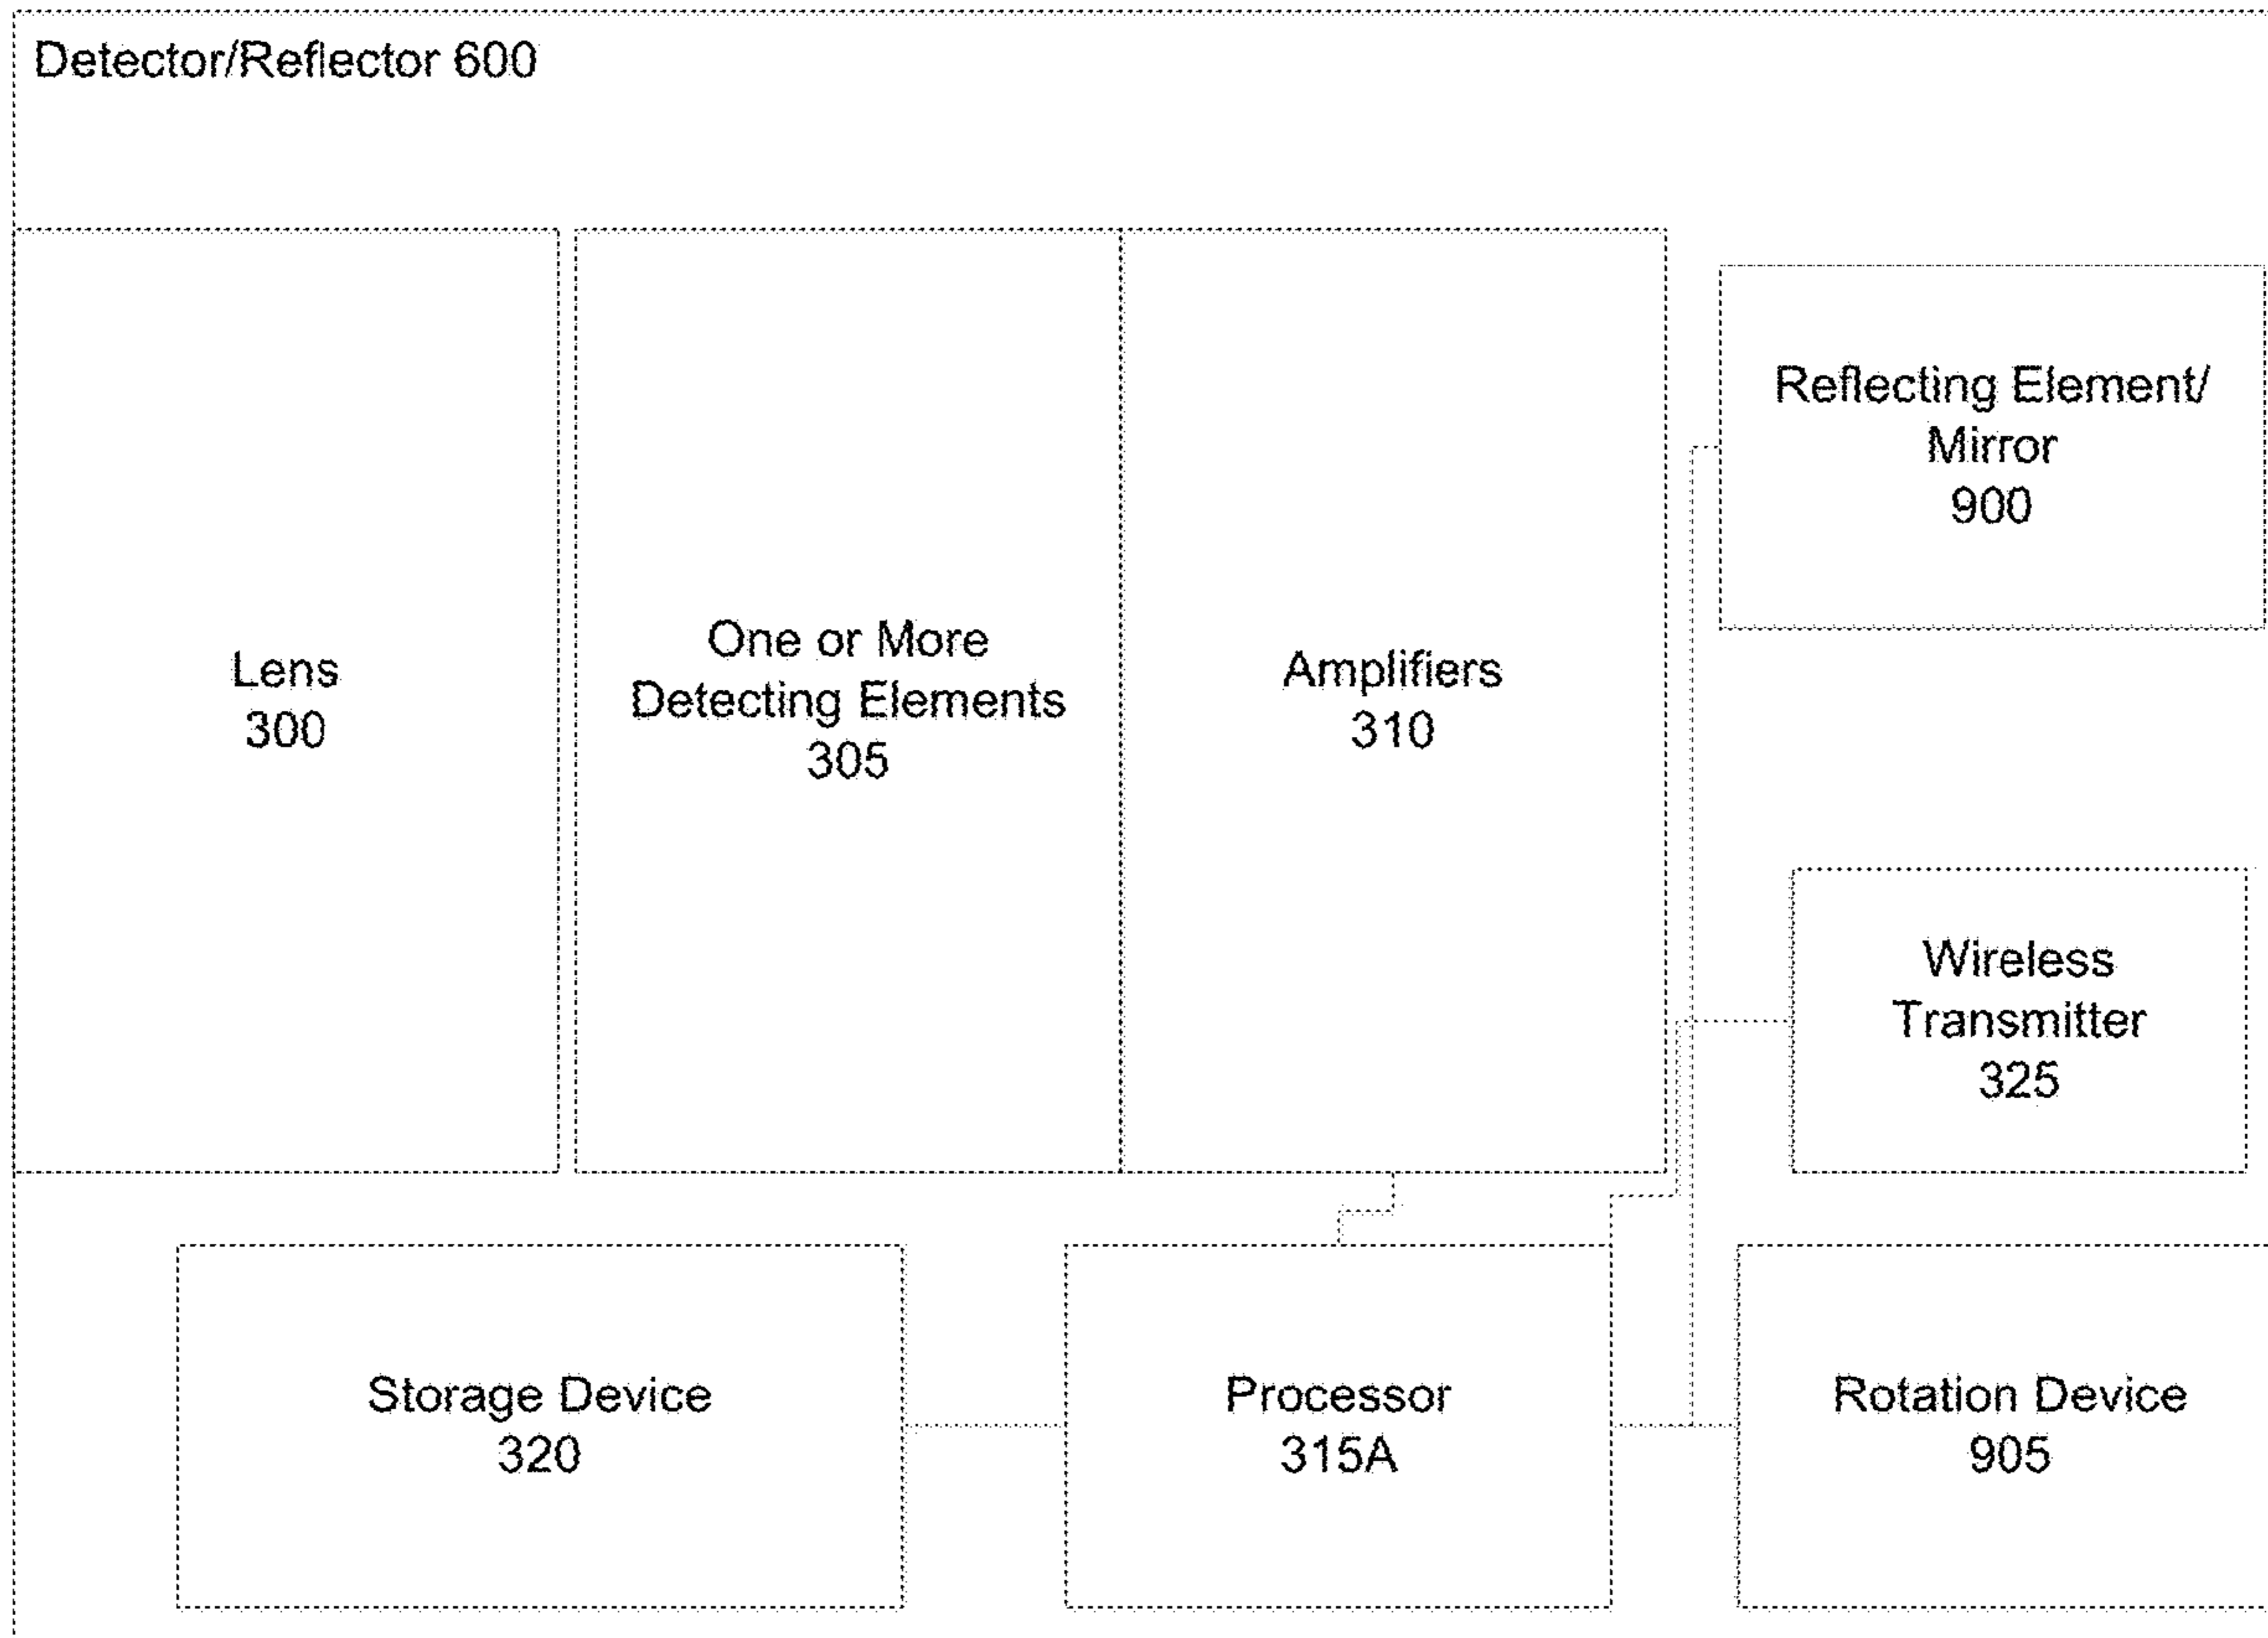 Detector/Reflector 600
Lens
300
One or More
Detecting Elements
305
Amplifiers
310
Reflecting Element/
Mirror
900
Wireless
Transmitter
325
Storage Device
320
Processor
315A
Rotation Device
905